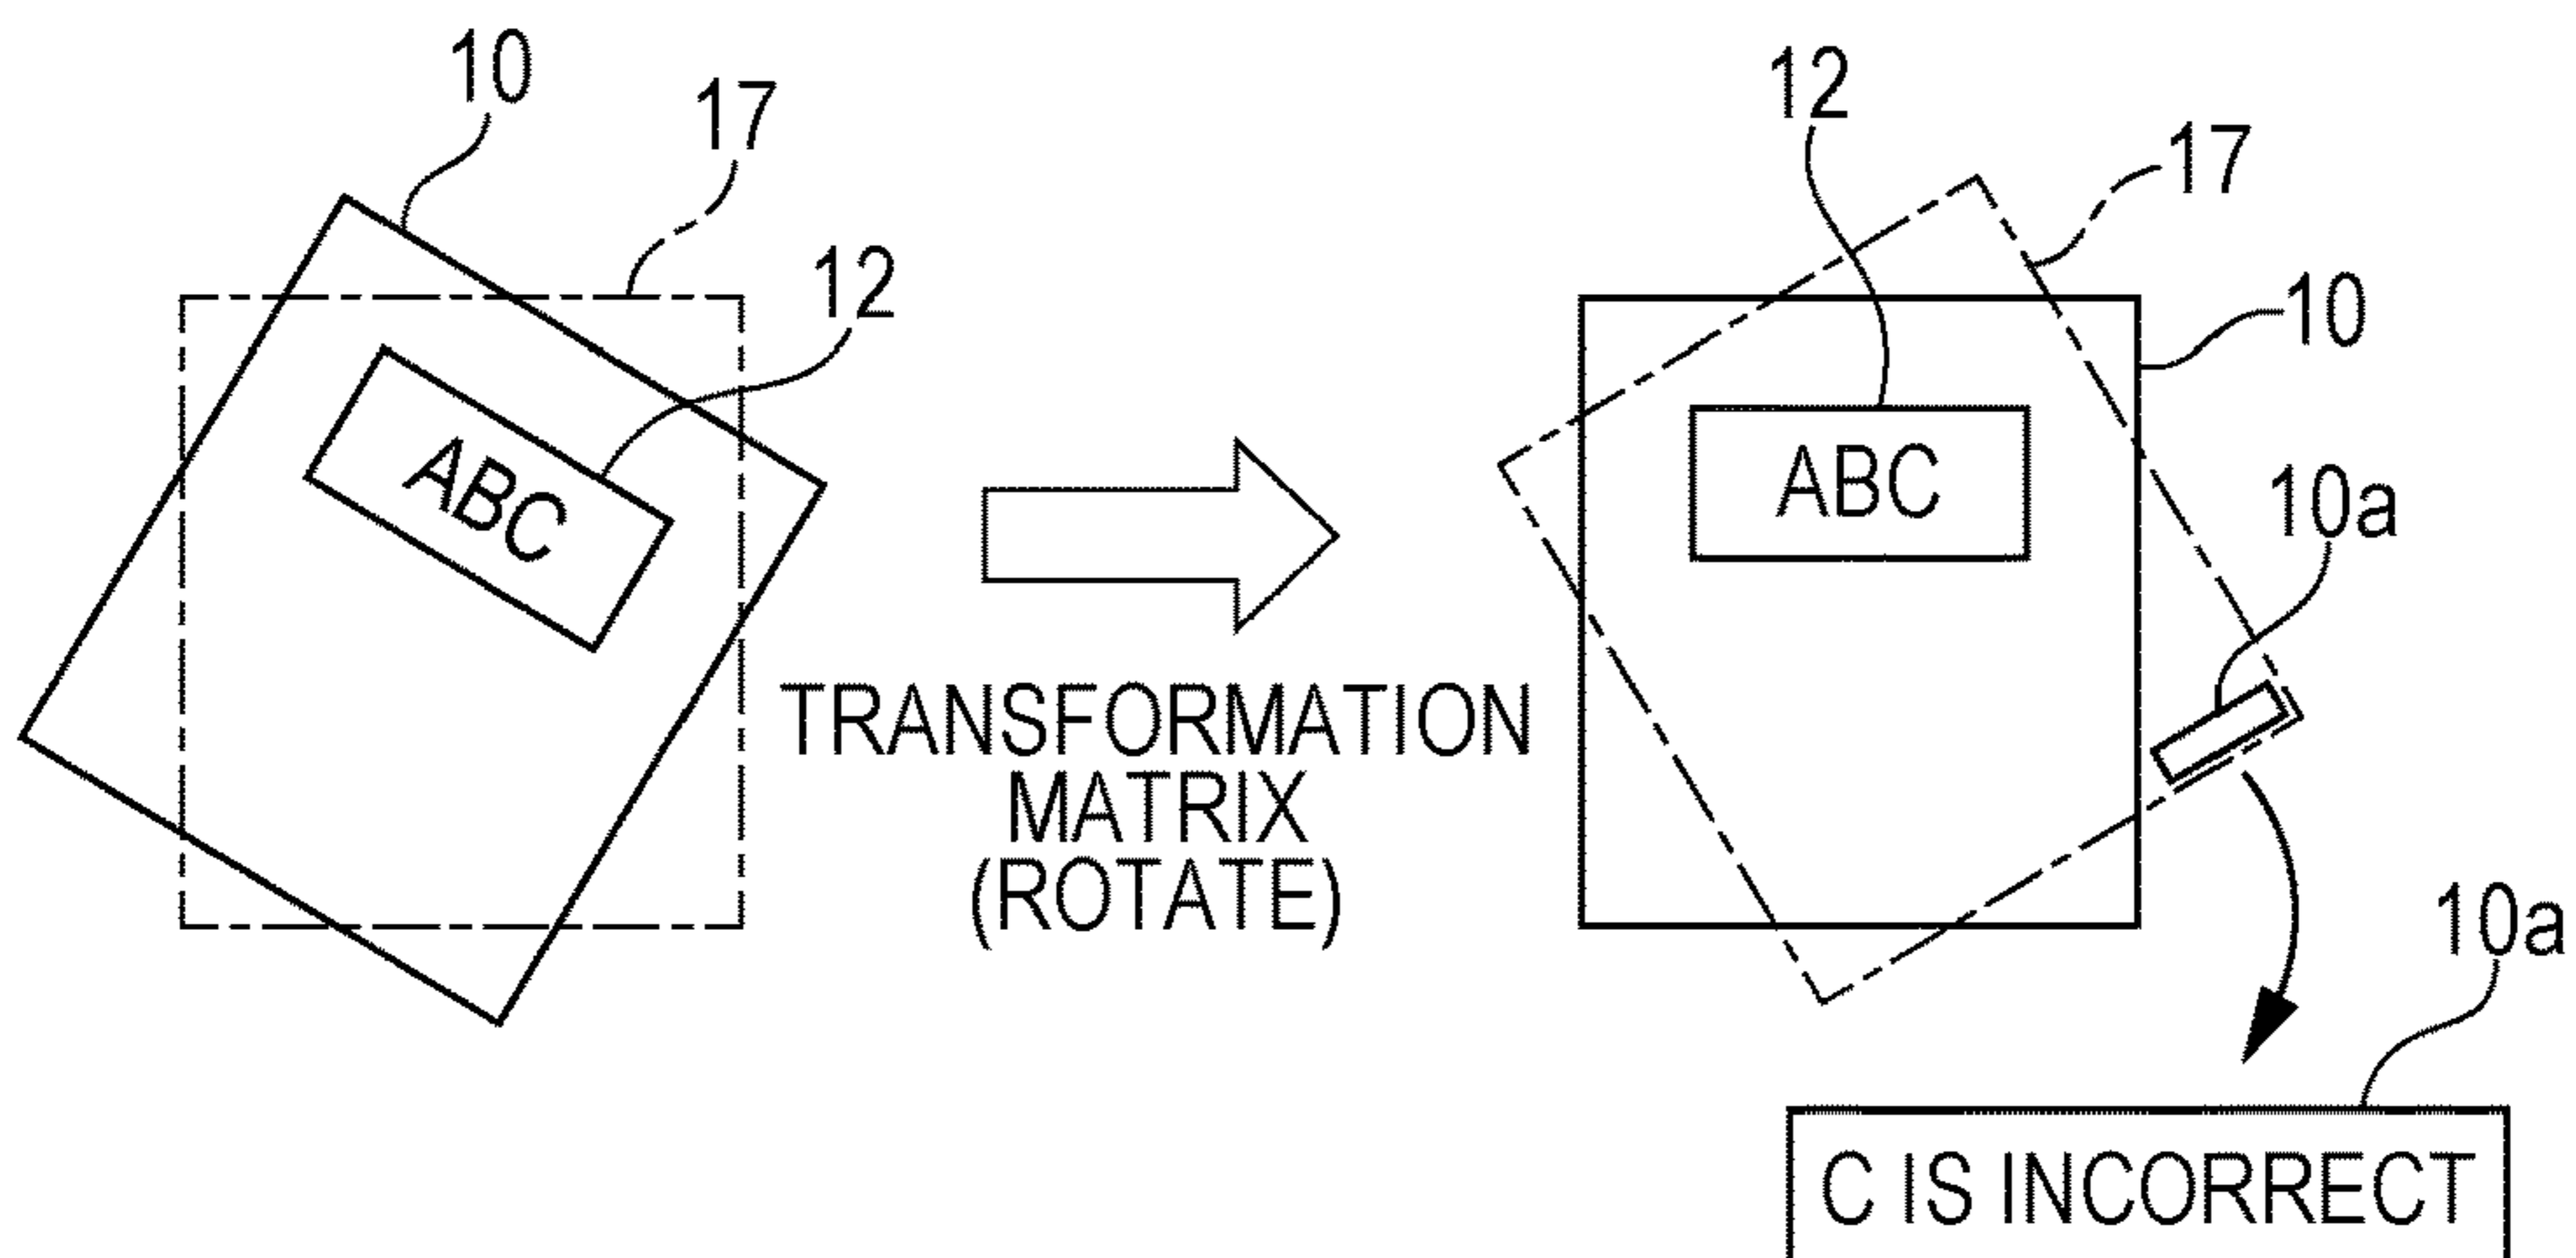 10
17
12
ABC
TRANSFORMATION
MATRIX
(ROTATE)
12
17
10
ABC
10a
10a
C IS INCORRECT